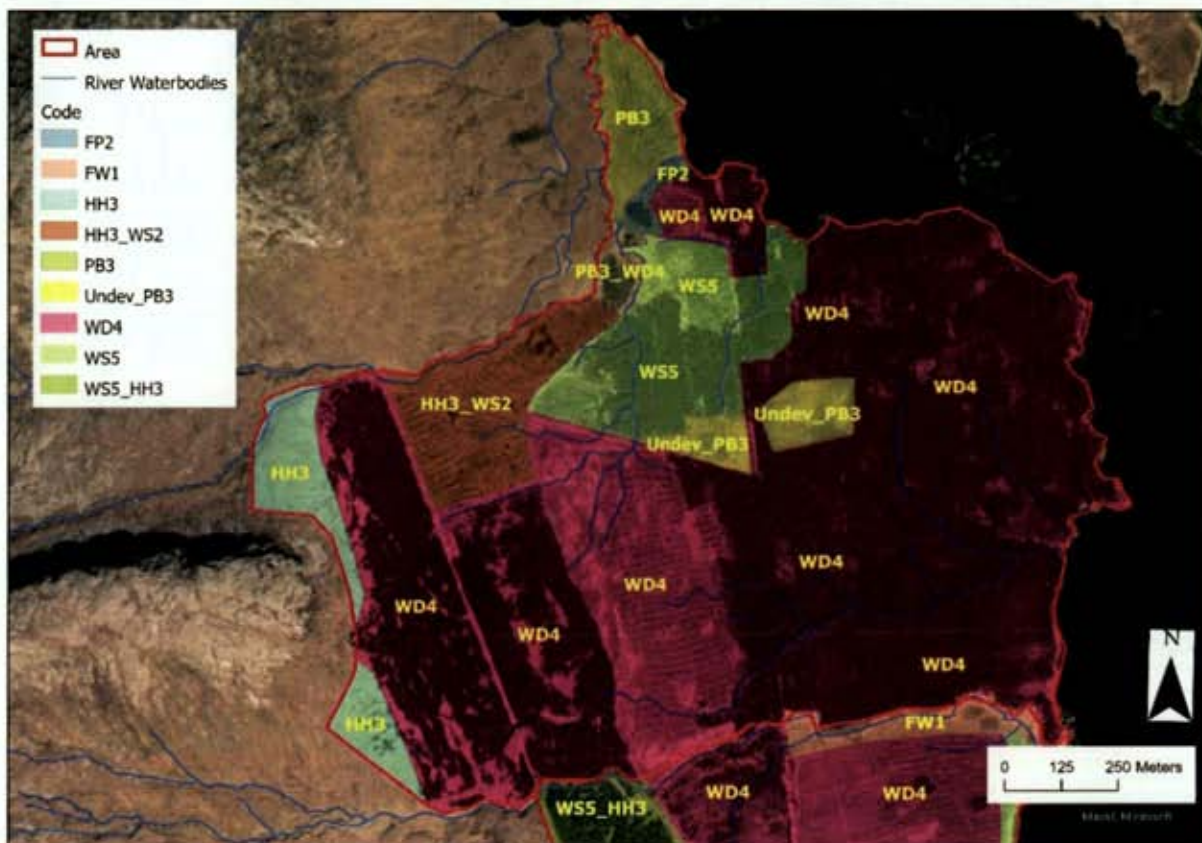 Area
River Waterbodies
Code
FP2
FW1
HH3
HH3_WS2
PB3
Undev_PB3
WD4
WS5
WS5_HH3
PB3
FP2
WD4
WD4
PB3_WD4
WS5
WD4
WS5
WD4
HH3_WS2
Undev_PB3
Undev_PB3
HH3
WD4
WD4
WD4
WD4
WD4
HH3
FW1
WS5_HH3
WD4
WD4
N
0 125 250 Meters